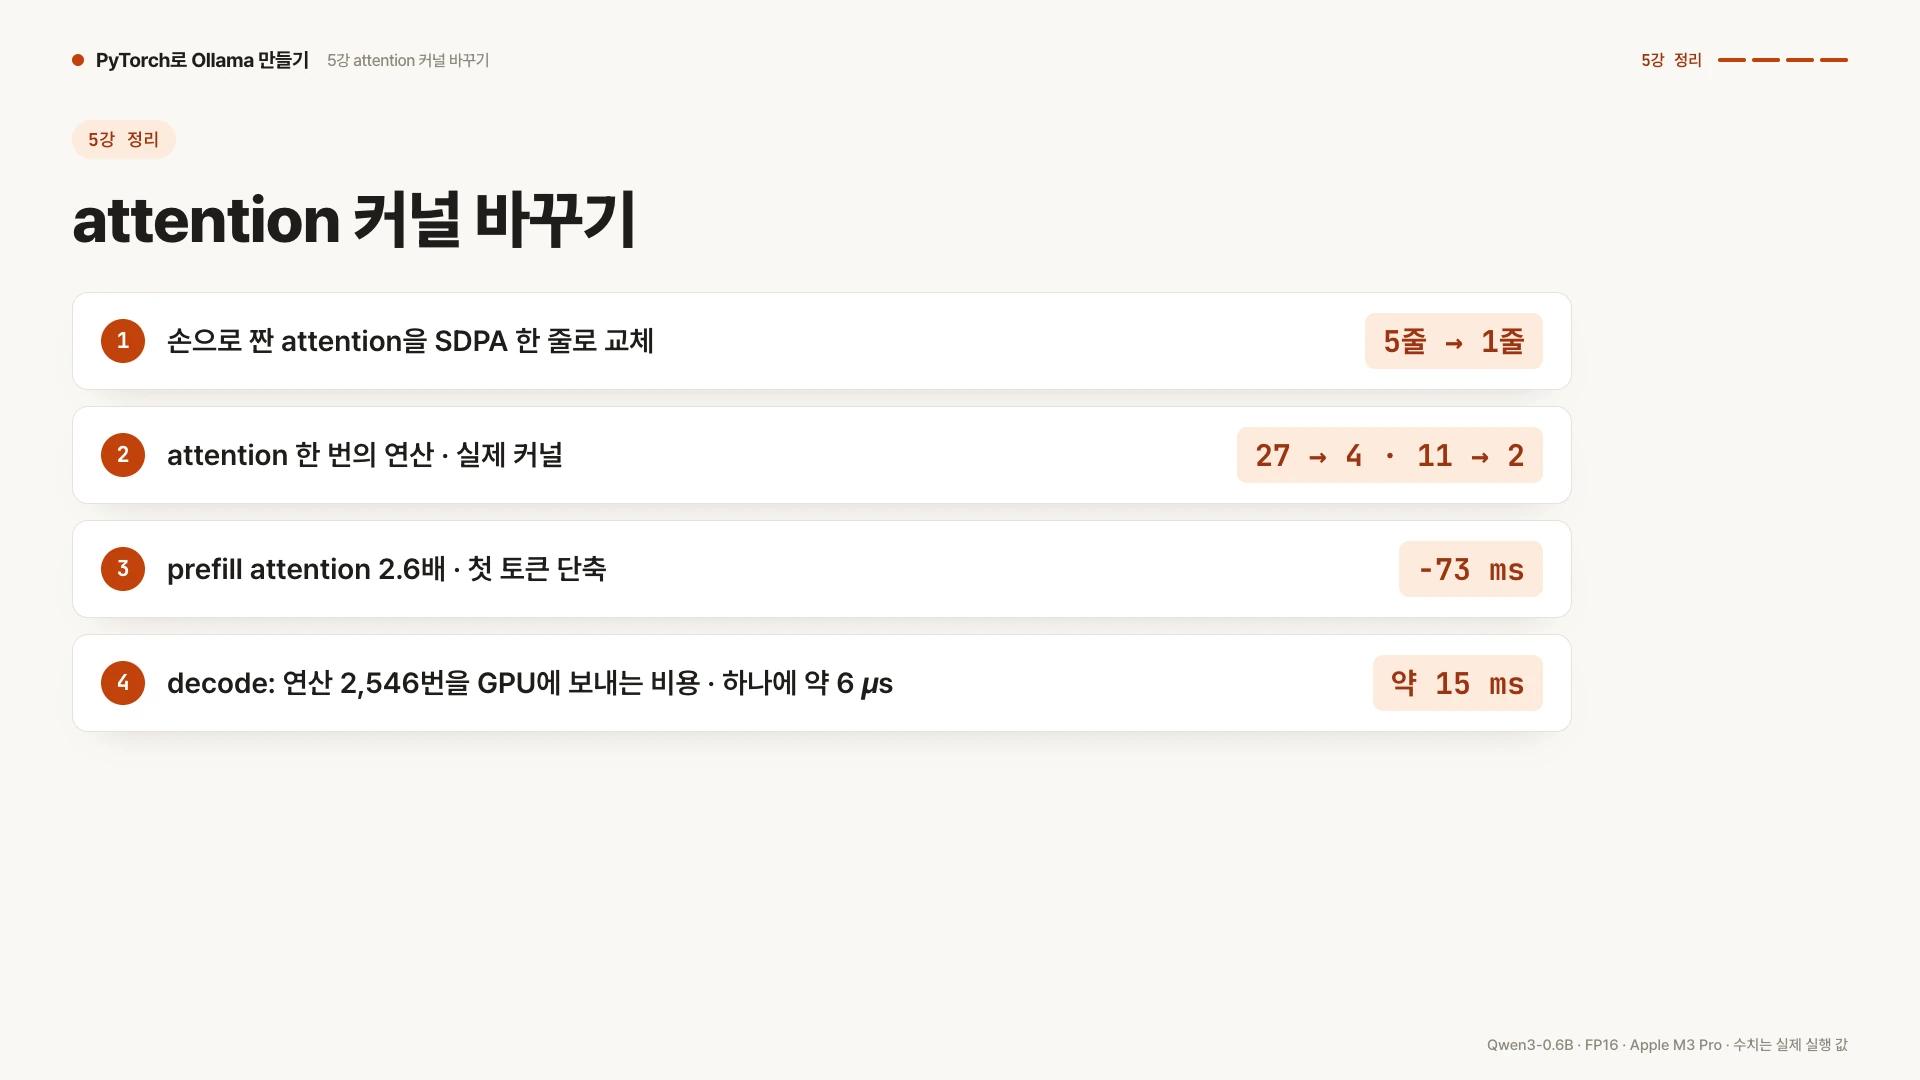 PyTorch로 Ollama 만들기 5강 attention 커널 바꾸기
5강 정리
5강 정리
attention 커널 바꾸기
1 손으로 짠 attention을 SDPA 한 줄로 교체 5줄 → 1줄
2 attention 한 번의 연산 · 실제 커널 27 → 4 · 11 → 2
3 prefill attention 2.6배 · 첫 토큰 단축 -73 ms
4 decode: 연산 2,546번을 GPU에 보내는 비용 · 하나에 약 6 μs 약 15 ms
Qwen3-0.6B · FP16 · Apple M3 Pro · 수치는 실제 실행 값